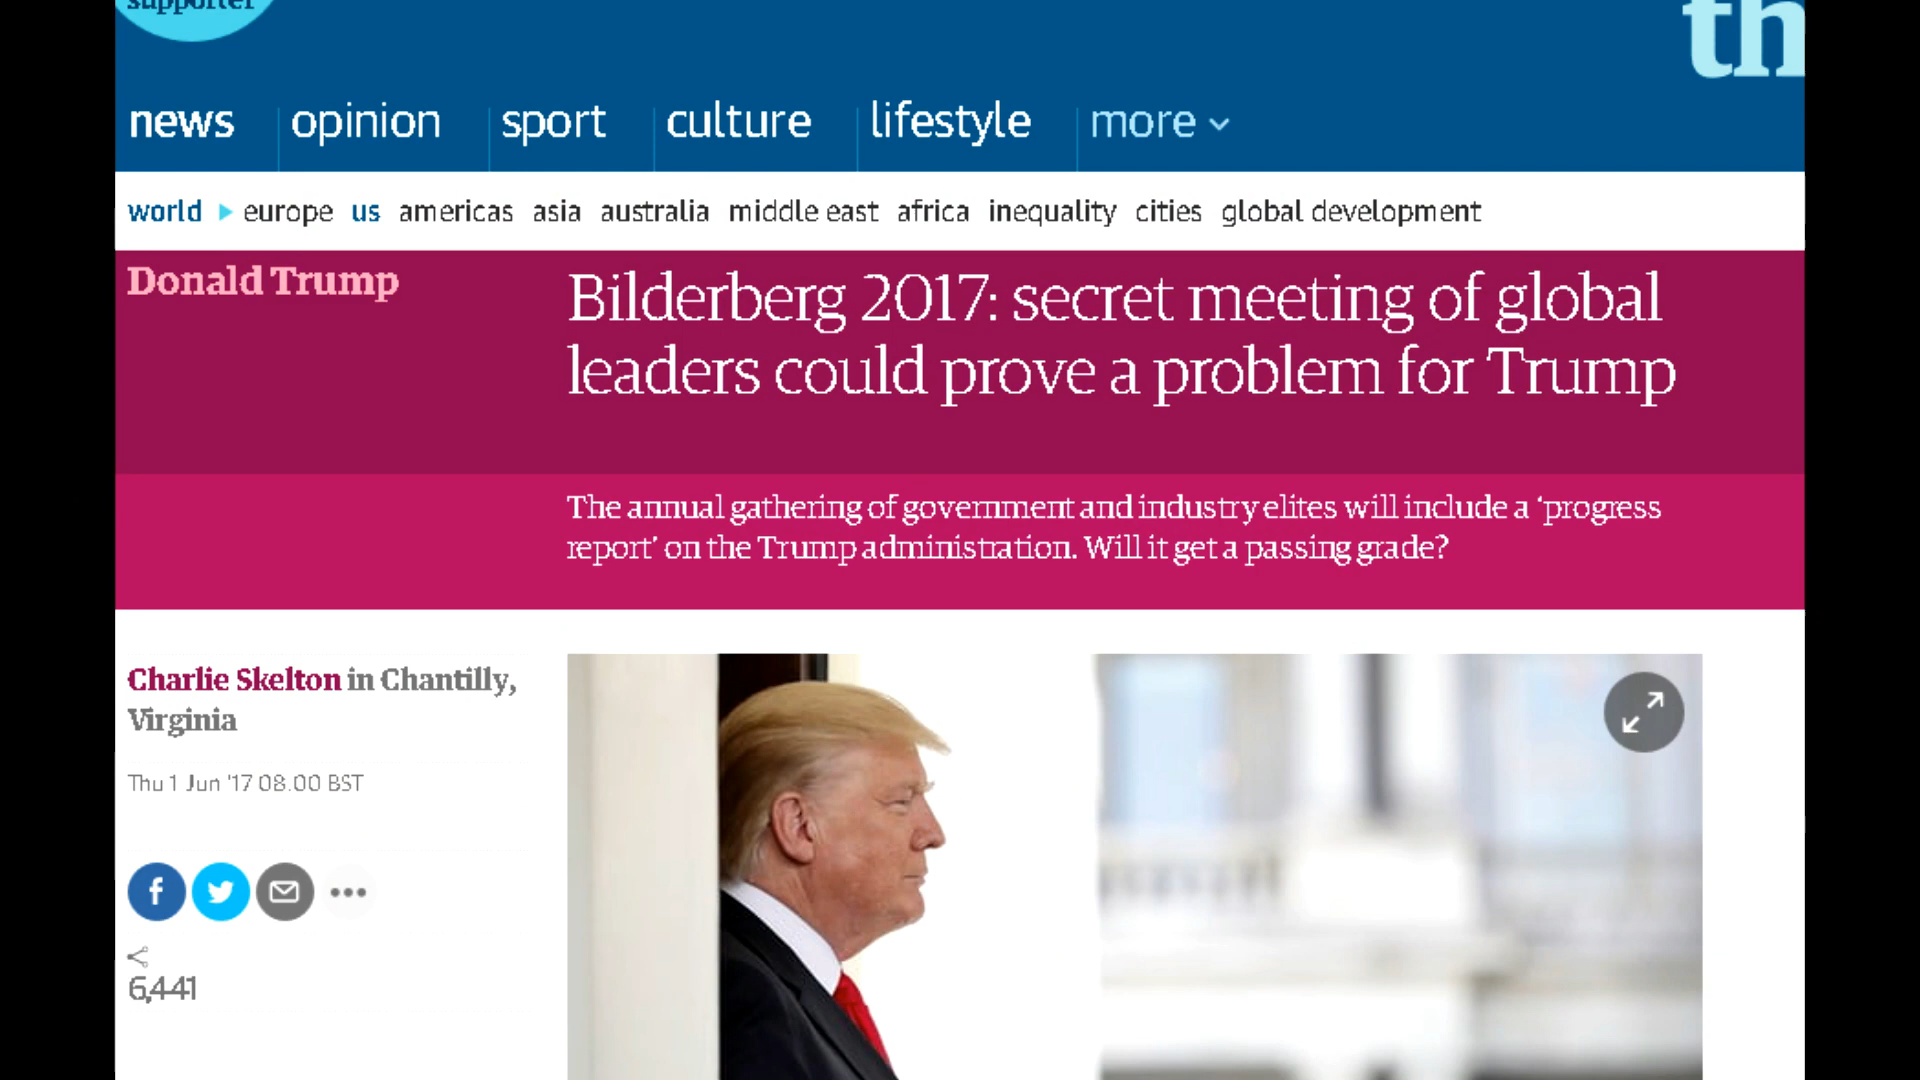 supporter
th
news opinion sport culture lifestyle more
world europe us americas asia australia middle east africa inequality cities global development
Donald Trump
Bilderberg 2017: secret meeting of global
leaders could prove a problem for Trump
The annual gathering of government and industry elites will include a ‘progress
report’ on the Trump administration. Will it get a passing grade?
Charlie Skelton in Chantilly,
Virginia
Thu 1 Jun '17 08.00 BST
6,441